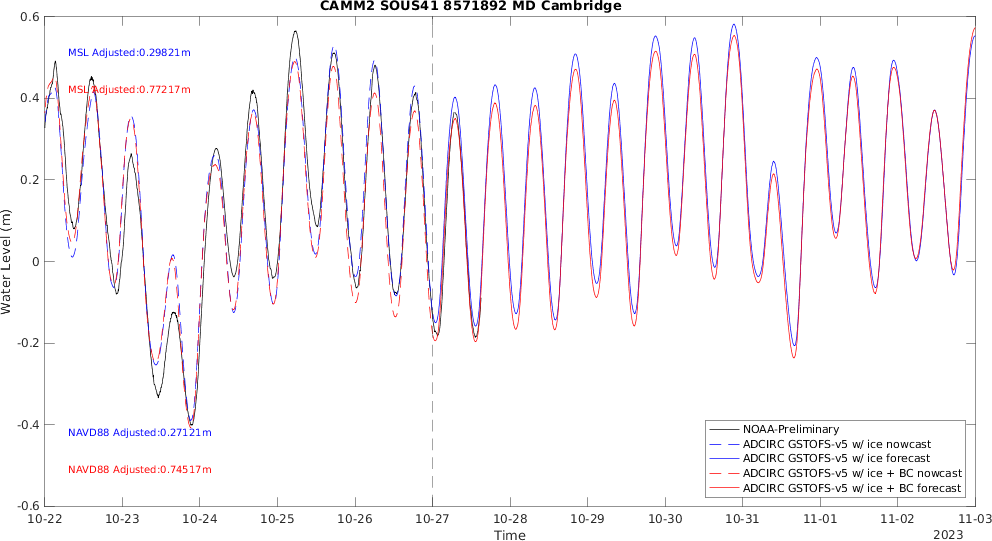 CAMM2 SOUS41 8571892 MD Cambridge
MSL Adjusted:0.29821m
MSL Adjusted:0.77217m
NAVD88 Adjusted:0.27121m
NAVD88 Adjusted:0.74517m
Water Level (m)
0.6
0.4
0.2
0
-0.2
-0.4
-0.6
NOAA-Preliminary
ADCIRC GSTOFS-v5 w/ ice nowcast
ADCIRC GSTOFS-v5 w/ ice forecast
ADCIRC GSTOFS-v5 w/ ice + BC nowcast
ADCIRC GSTOFS-v5 w/ ice + BC forecast
10-22 10-23 10-24 10-25 10-26 10-27 10-28 10-29 10-30 10-31 11-01 11-02 11-03
Time
2023